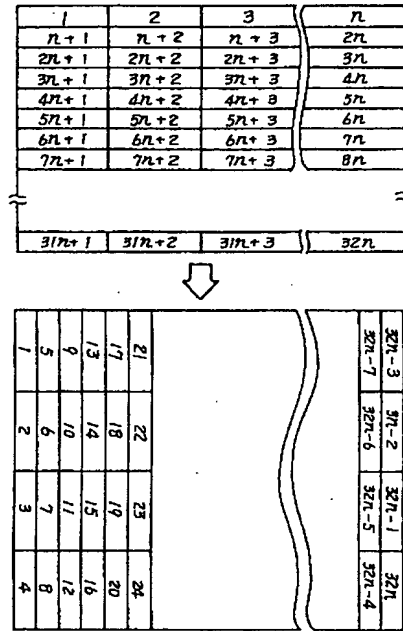 1 2 3 n
n+1 n+2 n+3 2n
2n+1 2n+2 2n+3 3n
3n+1 3n+2 3n+3 4n
4n+1 4n+2 4n+8 5n
5n+1 5n+2 5n+3 6n
6n+1 6n+2 6n+3 7n
7n+1 7n+2 7n+3 8n
31n+1 31n+2 31n+3 32n
1 2 3 4
5 6 7 8
9 10 11 12
13 14 15 16
17 18 19 20
21 22 23 24
32n-7 32n-6 32n-5 32n-4
32n-3 3n-2 32n-1 32n